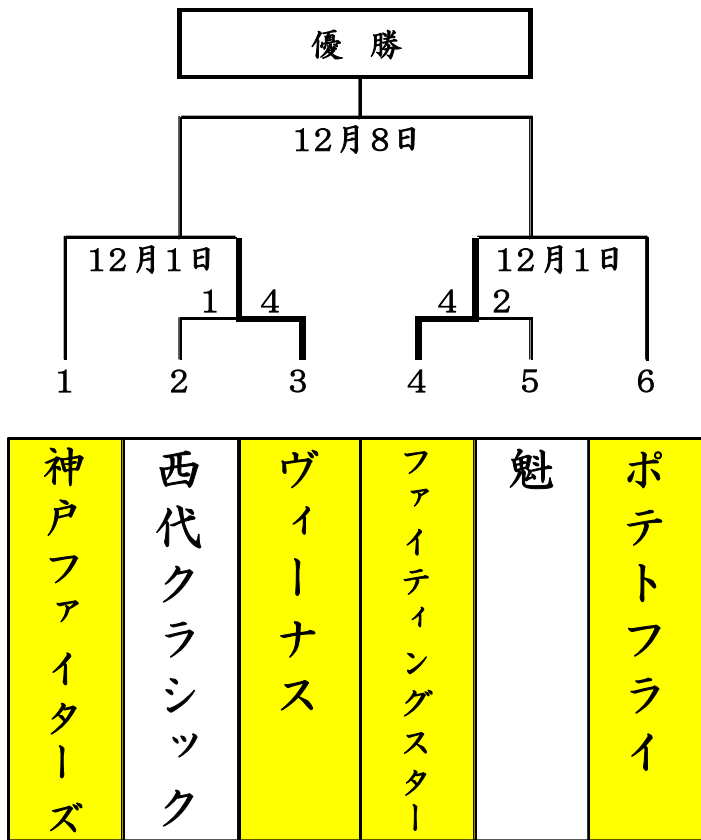 優 勝
12月8日
12月1日
12月1日
1 4
4 2
1
2
3
4
5
6
神戸ファイターズ
西代クラシック
ヴィーナス
ファイティングスター
魁
ポテトフライ